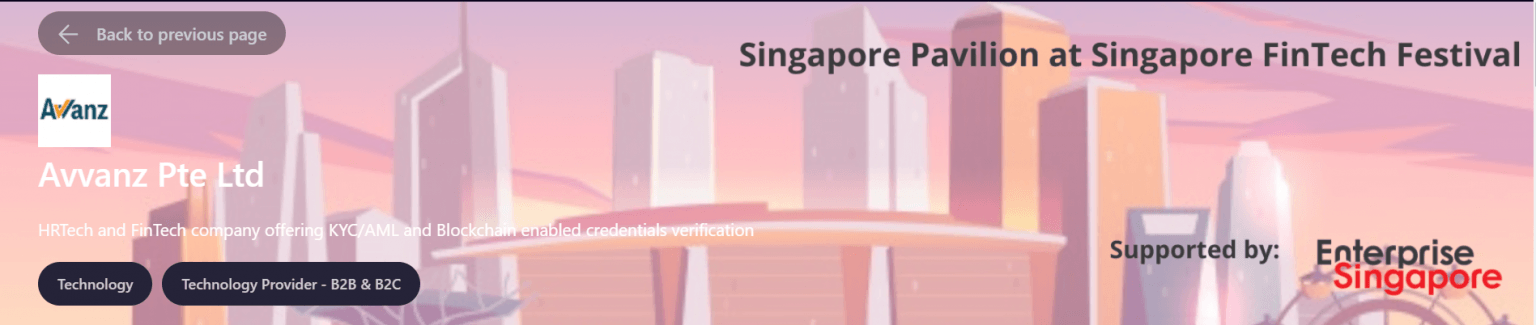 Back to previous page
Singapore Pavilion at Singapore FinTech Festival
Avvanz
Avvanz Pte Ltd
HRTech and FinTech company offering KYC/AML and Blockchain enabled credentials verification
Supported by:
Enterprise
Singapore
Technology
Technology Provider - B2B & B2C